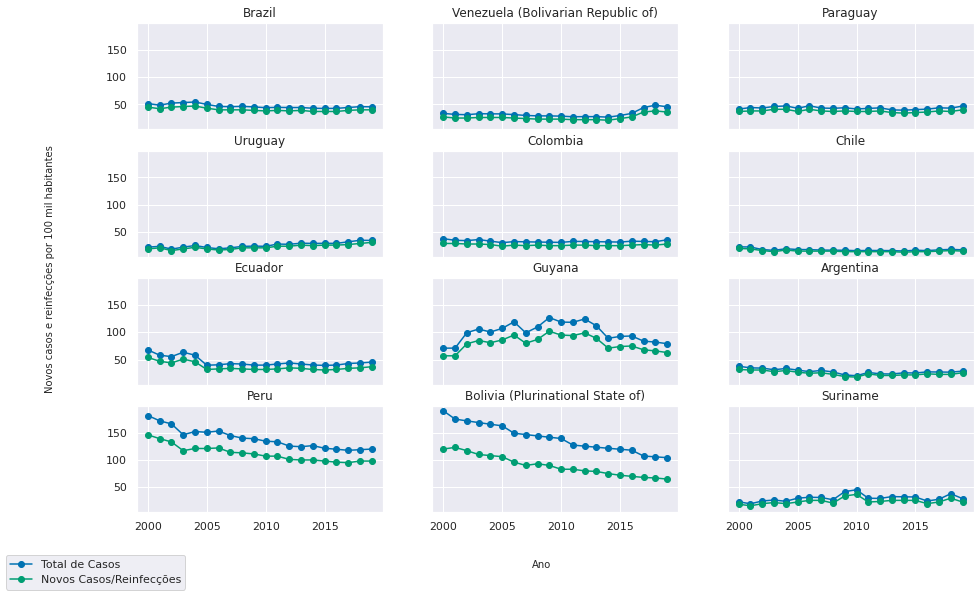 Brazil
Venezuela (Bolivarian Republic of)
Paraguay
150
100
50
Uruguay
Colombia
Chile
150
100
50
Ecuador
Guyana
Argentina
150
100
50
Peru
Bolivia (Plurinational State of)
Suriname
150
100
50
2000 2005 2010 2015
2000 2005 2010 2015
2000 2005 2010 2015
Novos casos e reinfecções por 100 mil habitantes
Ano
Total de Casos
Novos Casos/Reinfecções